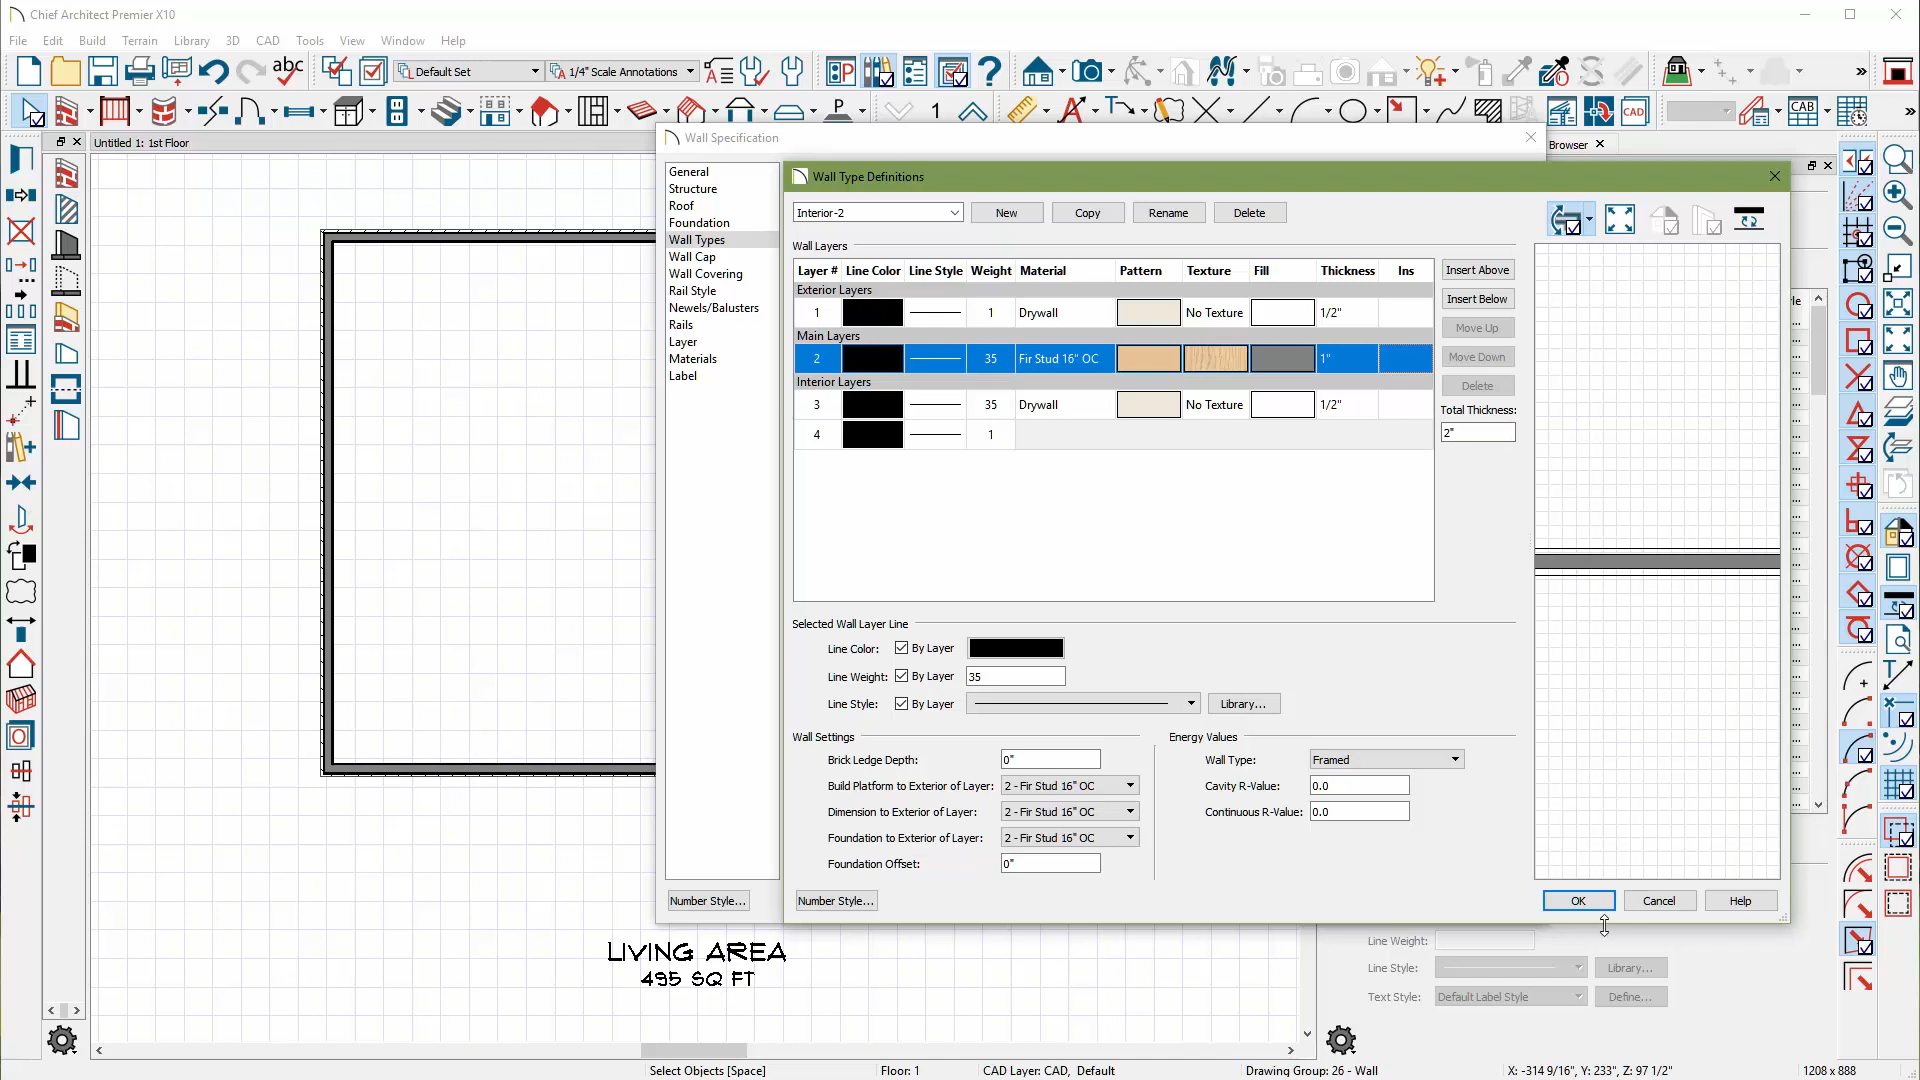 Chief Architect Premier X10
File Edit Build Terrain Library 3D CAD Tools View Window Help
abc Default Set 1/4" Scale Annotations
1 CAD CAB
Untitled 1: 1st Floor
Wall Specification
Browser
General
Structure
Roof
Foundation
Wall Types
Wall Cap
Wall Covering
Rail Style
Newels/Balusters
Rails
Layer
Materials
Label
Number Style...
Wall Type Definitions
Interior-2 New Copy Rename Delete
Wall Layers
Layer # Line Color Line Style Weight Material Pattern Texture Fill Thickness Ins
Exterior Layers
1 1 Drywall No Texture 1/2"
Main Layers
2 35 Fir Stud 16" OC 1"
Interior Layers
3 35 Drywall No Texture 1/2"
4 1
Insert Above
Insert Below
Move Up
Move Down
Delete
Total Thickness:
2"
Selected Wall Layer Line
Line Color: By Layer
Line Weight: By Layer 35
Line Style: By Layer Library...
Wall Settings
Brick Ledge Depth: 0"
Build Platform to Exterior of Layer: 2 - Fir Stud 16" OC
Dimension to Exterior of Layer: 2 - Fir Stud 16" OC
Foundation to Exterior of Layer: 2 - Fir Stud 16" OC
Foundation Offset: 0"
Energy Values
Wall Type: Framed
Cavity R-Value: 0.0
Continuous R-Value: 0.0
Number Style... OK Cancel Help
LIVING AREA
495 SQ FT
Line Weight:
Line Style: Library...
Text Style: Default Label Style Define...
Select Objects [Space] Floor: 1 CAD Layer: CAD, Default Drawing Group: 26 - Wall X: -314 9/16", Y: 233", Z: 97 1/2" 1208 x 888